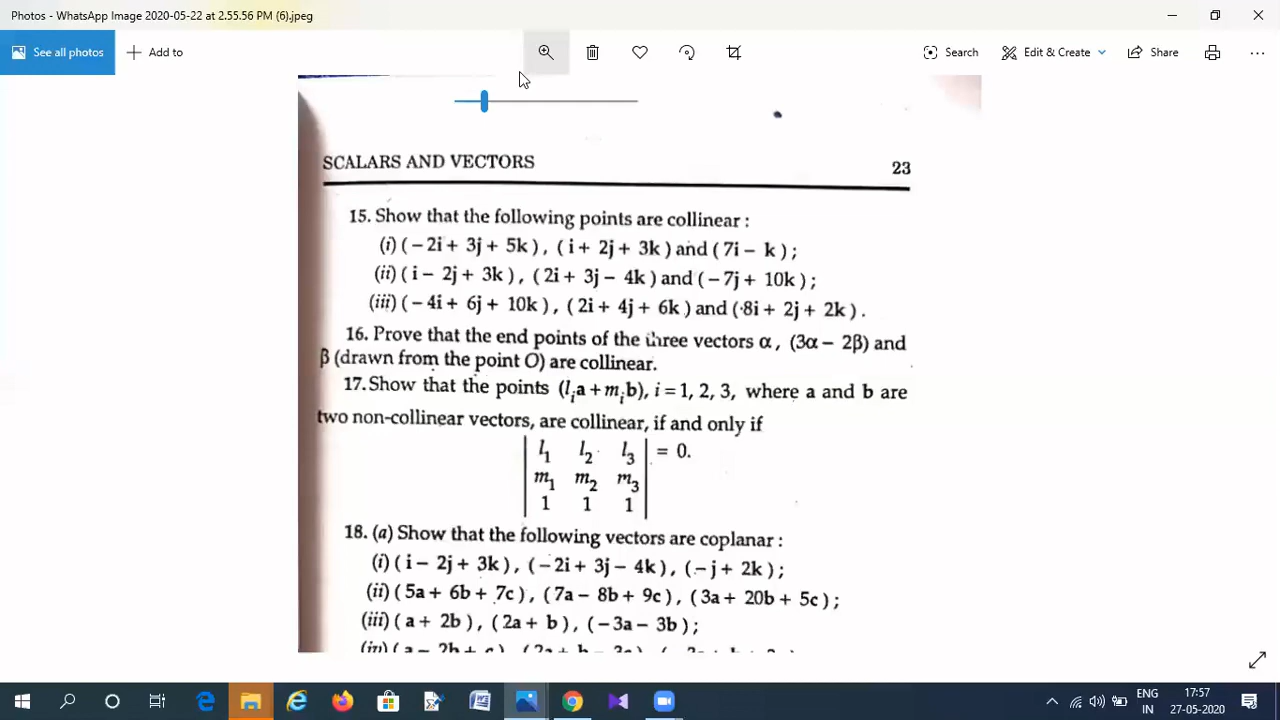 Photos - WhatsApp Image 2020-05-22 at 2.55.56 PM (6).jpeg
See all photos
Add to
Search
Edit & Create
Share
SCALARS AND VECTORS 23
15. Show that the following points are collinear :
(i) ( − 2i + 3j + 5k ) , ( i + 2j + 3k ) and ( 7i − k ) ;
(ii) ( i − 2j + 3k ) , ( 2i + 3j − 4k ) and ( − 7j + 10k ) ;
(iii) ( − 4i + 6j + 10k ) , ( 2i + 4j + 6k ) and ( 8i + 2j + 2k ) .
16. Prove that the end points of the three vectors α , (3α − 2β) and
β (drawn from the point O) are collinear.
17. Show that the points (lᵢa + mᵢb), i = 1, 2, 3, where a and b are
two non-collinear vectors, are collinear, if and only if
| l₁ l₂ l₃ | = 0.
| m₁ m₂ m₃ |
| 1 1 1 |
18. (a) Show that the following vectors are coplanar :
(i) ( i − 2j + 3k ) , ( − 2i + 3j − 4k ) , ( − j + 2k ) ;
(ii) ( 5a + 6b + 7c ) , ( 7a − 8b + 9c ) , ( 3a + 20b + 5c ) ;
(iii) ( a + 2b ) , ( 2a + b ) , ( − 3a − 3b ) ;
ENG 17:57
IN 27-05-2020